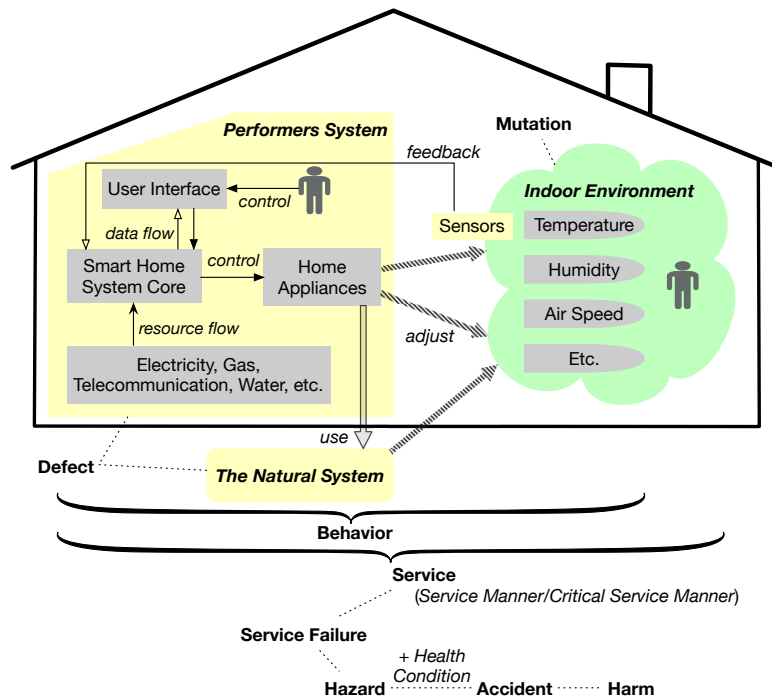 Performers System
Mutation
feedback
User Interface
control
Indoor Environment
Sensors
Temperature
data flow
Smart Home
System Core
control
Home
Appliances
Humidity
Air Speed
resource flow
adjust
Electricity, Gas,
Telecommunication, Water, etc.
Etc.
use
Defect
The Natural System
Behavior
Service
(Service Manner/Critical Service Manner)
Service Failure
+ Health
Condition
Hazard
Accident
Harm